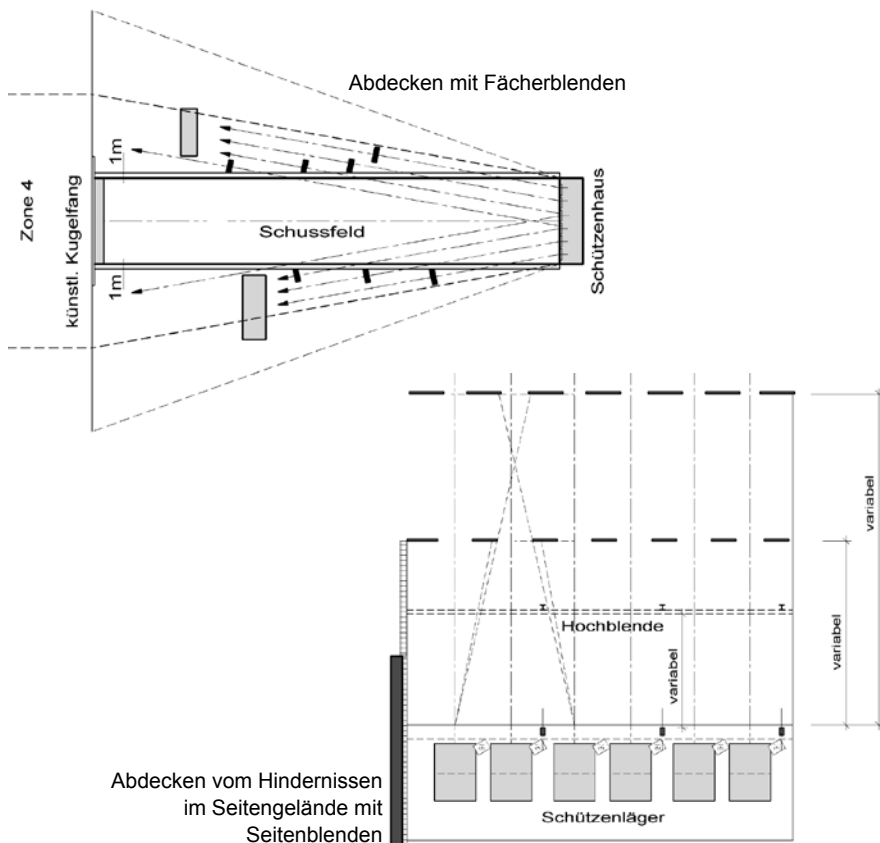 Abdecken mit Fächerblenden
Zone 4
künstl. Kugelfang
1m
1m
Schussfeld
Schützenhaus
Hochblende
variabel
variabel
variabel
Abdecken vom Hindernissen
im Seitengelände mit
Seitenblenden
Schützenläger